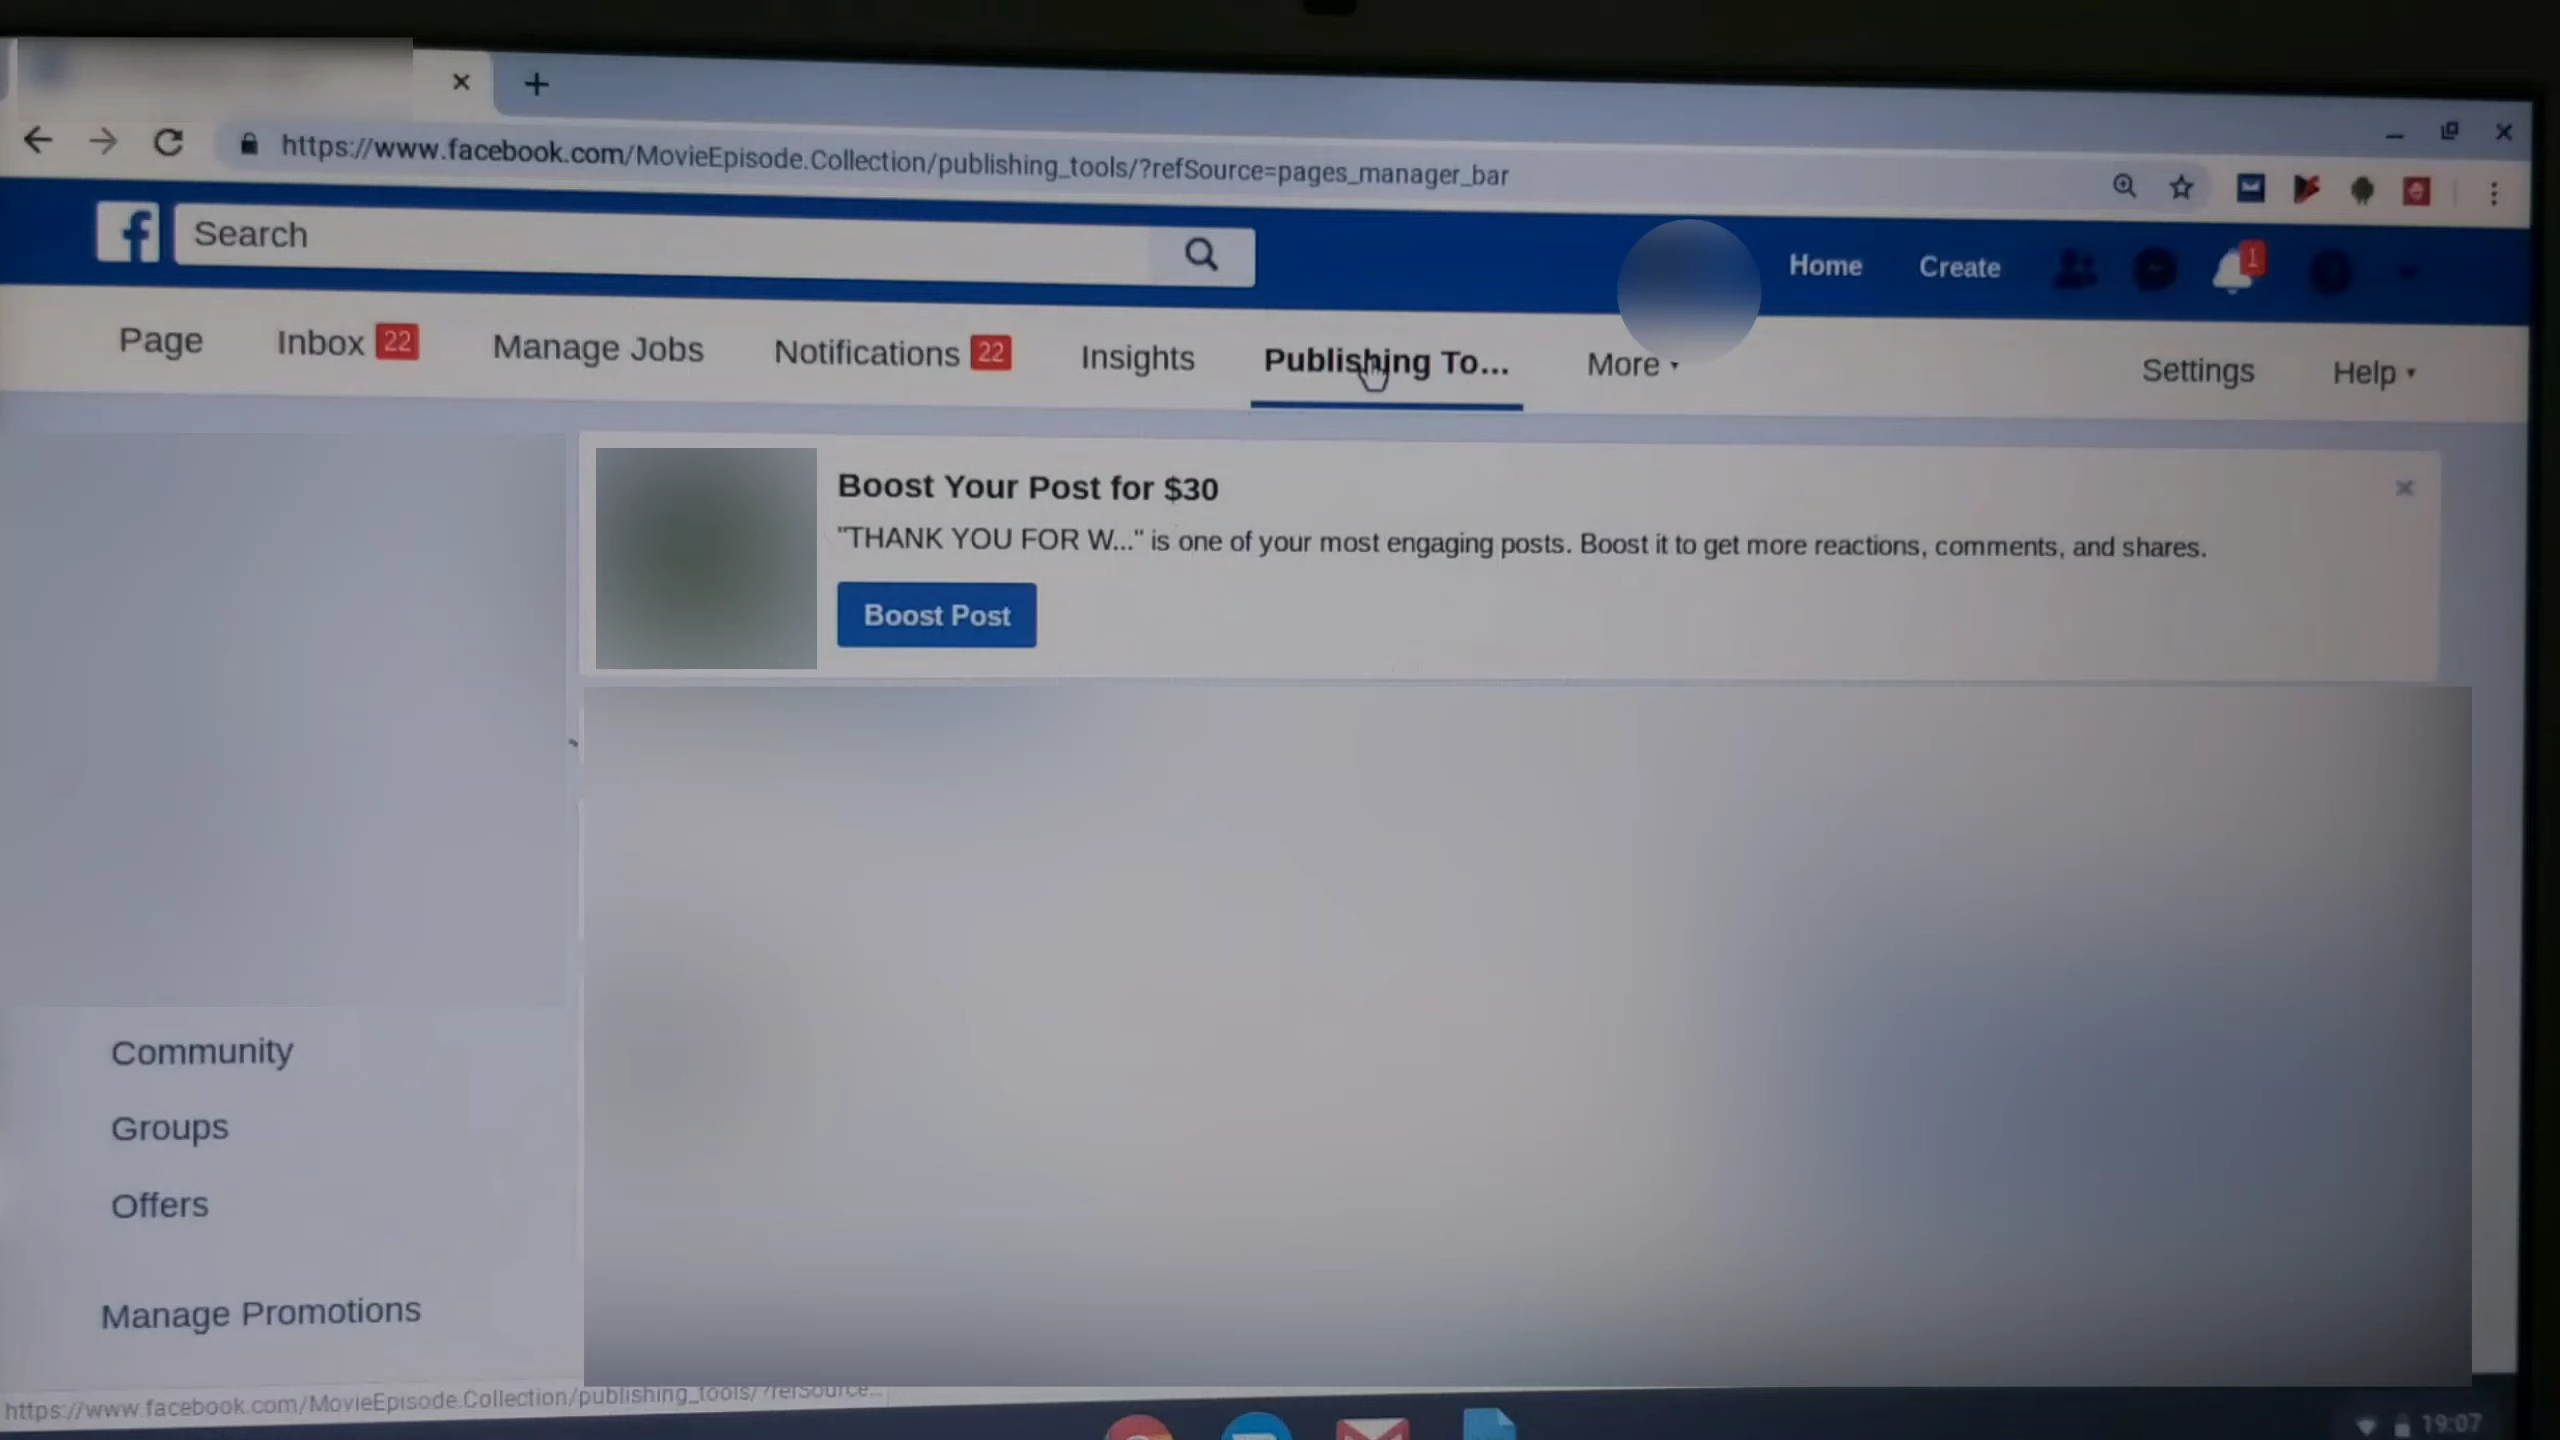 https://www.facebook.com/MovieEpisode.Collection/publishing_tools/?refSource=pages_manager_bar
Search
Home Create 1
Page Inbox 22 Manage Jobs Notifications 22 Insights Publishing To... More Settings Help
Boost Your Post for $30
"THANK YOU FOR W..." is one of your most engaging posts. Boost it to get more reactions, comments, and shares.
Boost Post
Community
Groups
Offers
Manage Promotions
https://www.facebook.com/MovieEpisode.Collection/publishing_tools/?refSource...
19:07